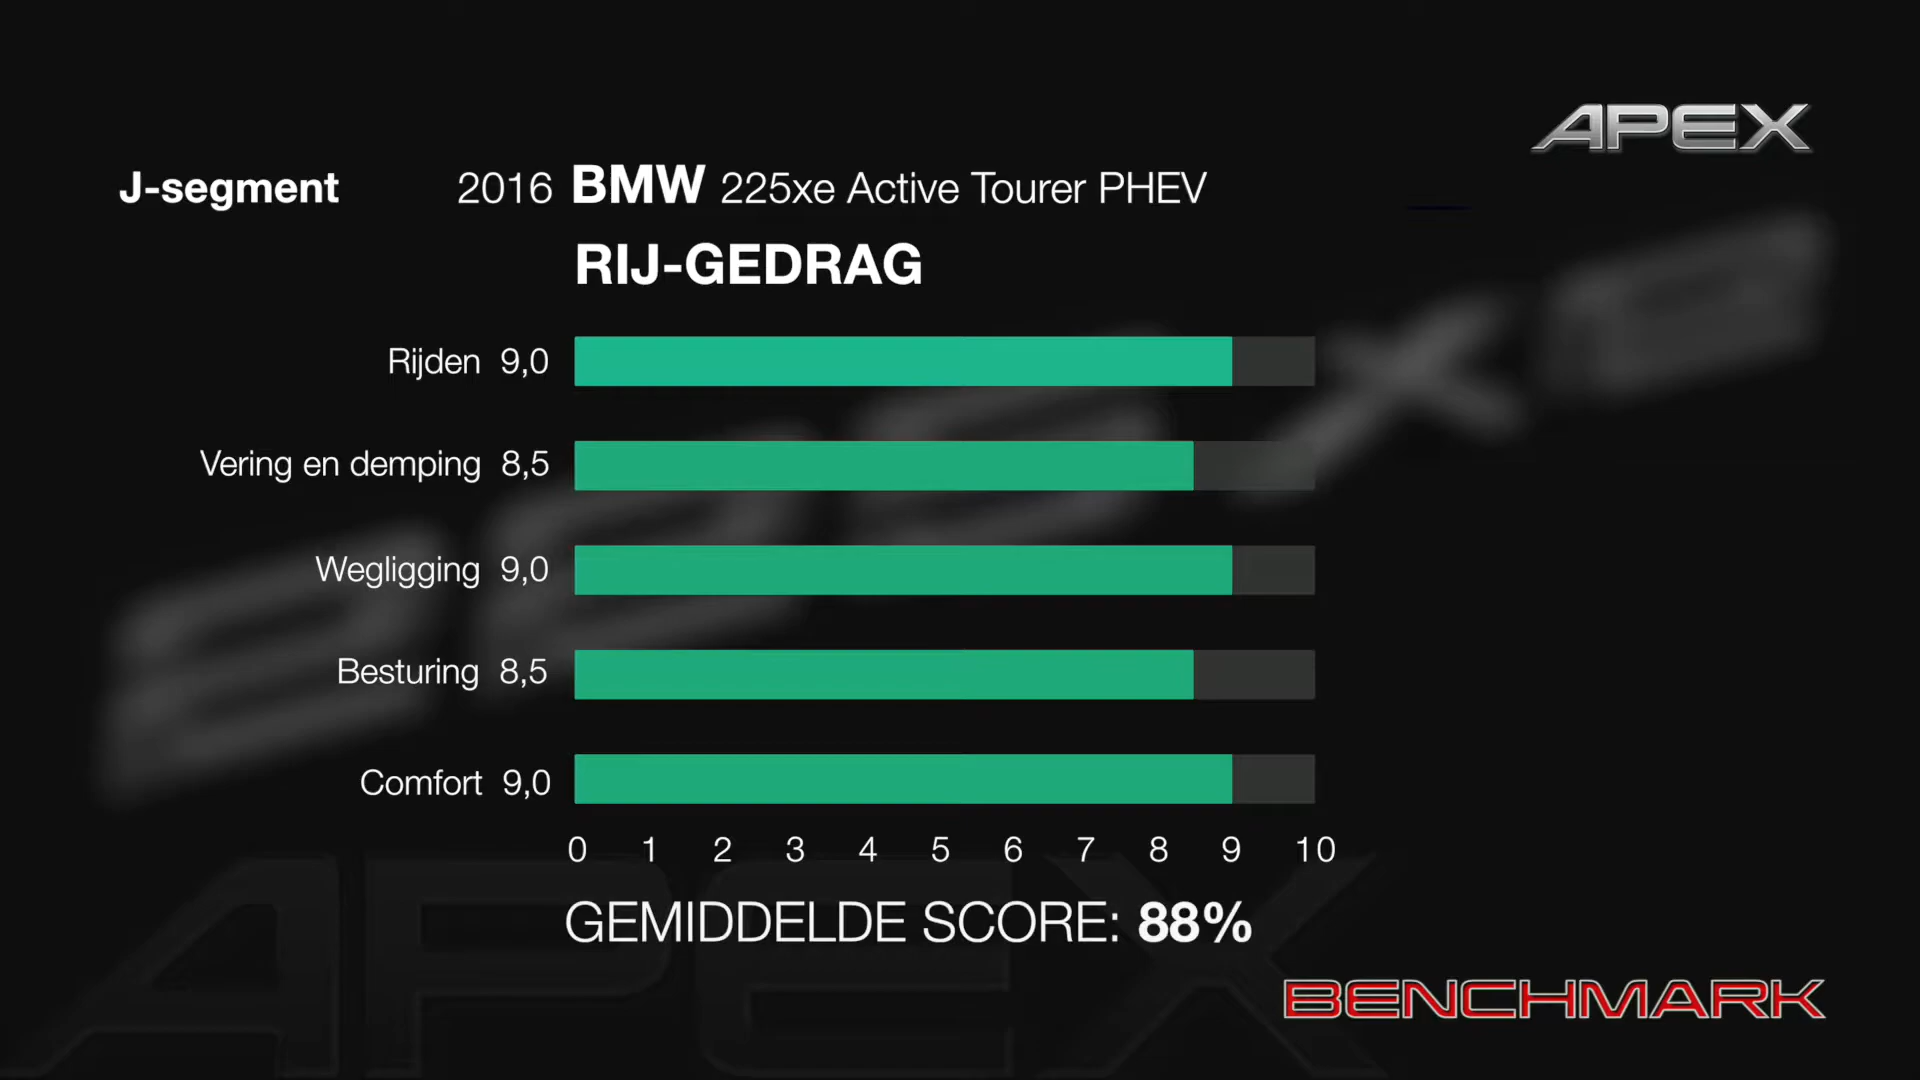 APEX
J-segment 2016 BMW 225xe Active Tourer PHEV
RIJ-GEDRAG
Rijden 9,0
Vering en demping 8,5
Wegligging 9,0
Besturing 8,5
Comfort 9,0
0 1 2 3 4 5 6 7 8 9 10
GEMIDDELDE SCORE: 88%
BENCHMARK
225xe
APEX